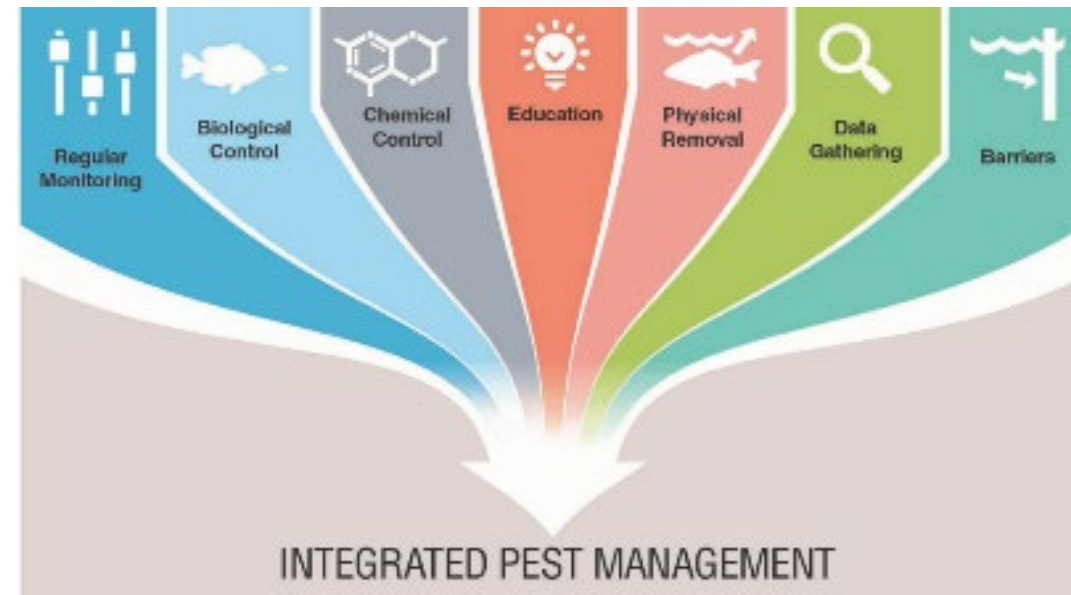 Regular
Monitoring
Biological
Control
Chemical
Control
Education
Physical
Removal
Data
Gathering
Barriers
INTEGRATED PEST MANAGEMENT